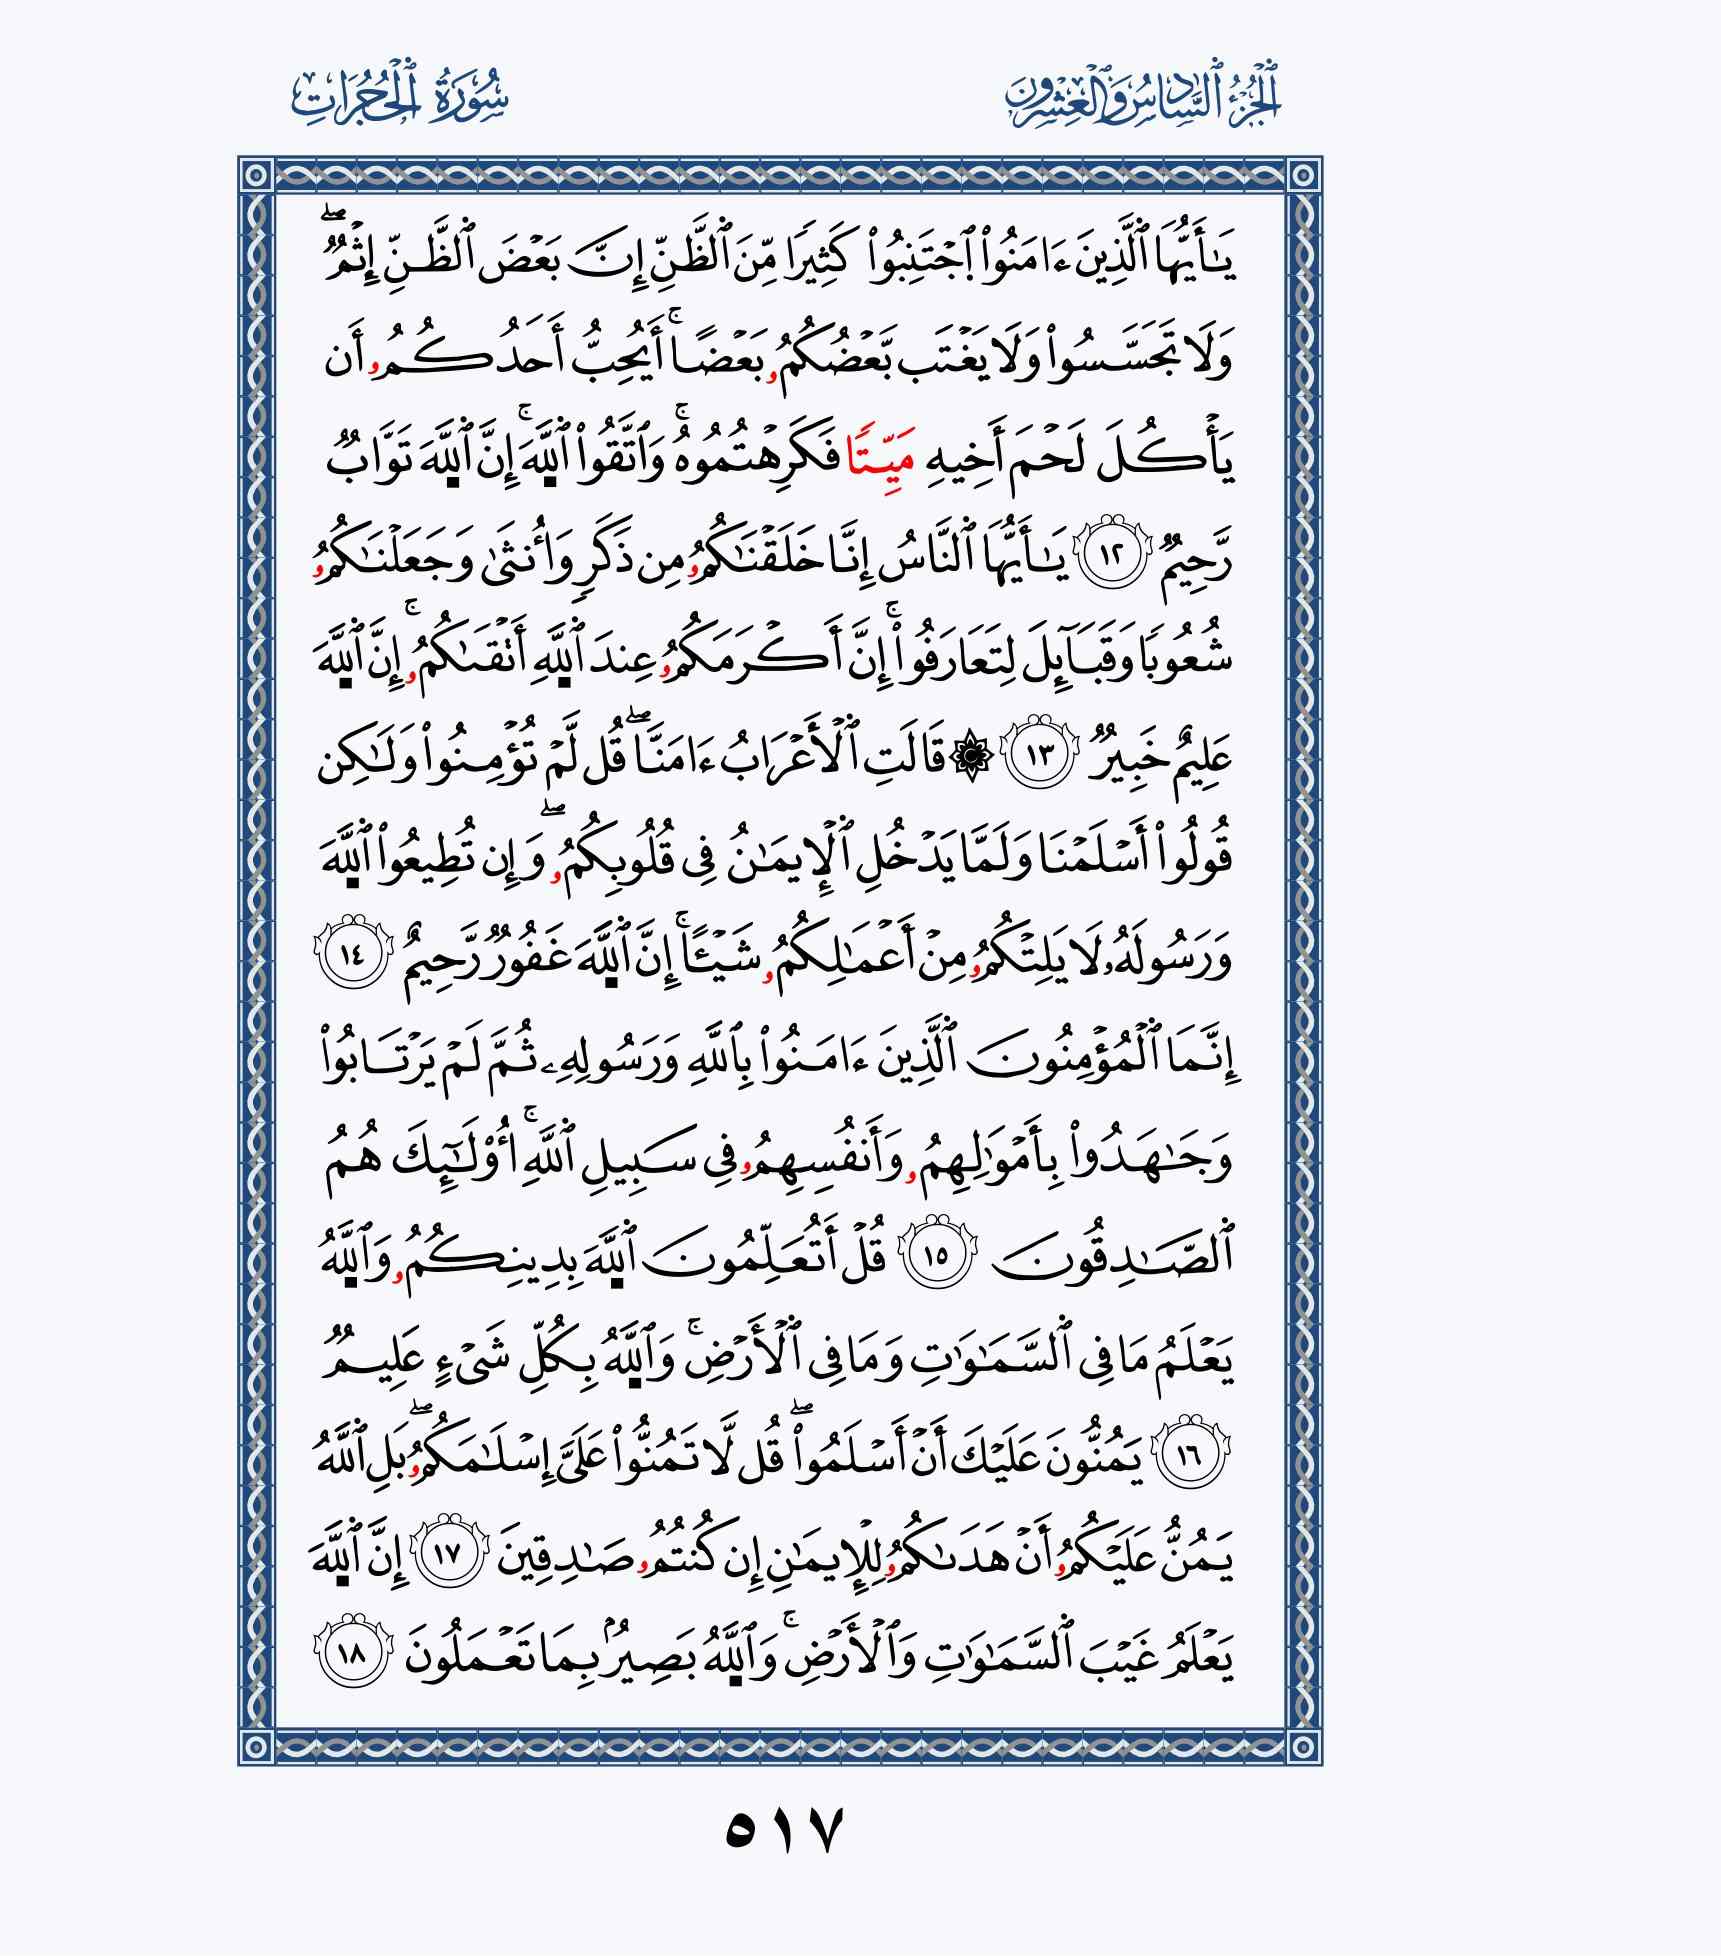 ٱلْجُزْءُ ٱلسَّادِسُ وَٱلْعِشْرُونَ سُورَةُ ٱلْحُجُرَاتِ
يَٰٓأَيُّهَا ٱلَّذِينَ ءَامَنُواْ ٱجْتَنِبُواْ كَثِيرًا مِّنَ ٱلظَّنِّ إِنَّ بَعْضَ ٱلظَّنِّ إِثْمٌۖ
وَلَا تَجَسَّسُواْ وَلَا يَغْتَب بَّعْضُكُمُۥ بَعْضًاۚ أَيُحِبُّ أَحَدُكُمُۥ أَن
يَأْكُلَ لَحْمَ أَخِيهِ مَيِّتًا فَكَرِهْتُمُوهُۚ وَٱتَّقُواْ ٱللَّهَۚ إِنَّ ٱللَّهَ تَوَّابٌ
رَّحِيمٌ ١٢ يَٰٓأَيُّهَا ٱلنَّاسُ إِنَّا خَلَقْنَٰكُمُۥ مِن ذَكَرٍ وَأُنثَىٰ وَجَعَلْنَٰكُمُۥ
شُعُوبًا وَقَبَآئِلَ لِتَعَارَفُواْۚ إِنَّ أَكْرَمَكُمُۥ عِندَ ٱللَّهِ أَتْقَىٰكُمُۥۚ إِنَّ ٱللَّهَ
عَلِيمٌ خَبِيرٌ ١٣ ۞ قَالَتِ ٱلْأَعْرَابُ ءَامَنَّاۖ قُل لَّمْ تُؤْمِنُواْ وَلَٰكِن
قُولُواْ أَسْلَمْنَا وَلَمَّا يَدْخُلِ ٱلْإِيمَٰنُ فِى قُلُوبِكُمُۥۖ وَإِن تُطِيعُواْ ٱللَّهَ
وَرَسُولَهُۥ لَا يَلِتْكُمُۥ مِنْ أَعْمَٰلِكُمُۥ شَيْـًٔاۚ إِنَّ ٱللَّهَ غَفُورٌ رَّحِيمٌ ١٤
إِنَّمَا ٱلْمُؤْمِنُونَ ٱلَّذِينَ ءَامَنُواْ بِٱللَّهِ وَرَسُولِهِۦ ثُمَّ لَمْ يَرْتَابُواْ
وَجَٰهَدُواْ بِأَمْوَٰلِهِمُۥ وَأَنفُسِهِمُۥ فِى سَبِيلِ ٱللَّهِۚ أُوْلَٰٓئِكَ هُمُ
ٱلصَّٰدِقُونَ ١٥ قُلْ أَتُعَلِّمُونَ ٱللَّهَ بِدِينِكُمُۥ وَٱللَّهُ
يَعْلَمُ مَا فِى ٱلسَّمَٰوَٰتِ وَمَا فِى ٱلْأَرْضِۚ وَٱللَّهُ بِكُلِّ شَىْءٍ عَلِيمٌ
١٦ يَمُنُّونَ عَلَيْكَ أَنْ أَسْلَمُواْۖ قُل لَّا تَمُنُّواْ عَلَىَّ إِسْلَٰمَكُمُۥۖ بَلِ ٱللَّهُ
يَمُنُّ عَلَيْكُمُۥ أَنْ هَدَىٰكُمُۥ لِلْإِيمَٰنِ إِن كُنتُمُۥ صَٰدِقِينَ ١٧ إِنَّ ٱللَّهَ
يَعْلَمُ غَيْبَ ٱلسَّمَٰوَٰتِ وَٱلْأَرْضِۚ وَٱللَّهُ بَصِيرٌۢ بِمَا تَعْمَلُونَ ١٨
٥١٧